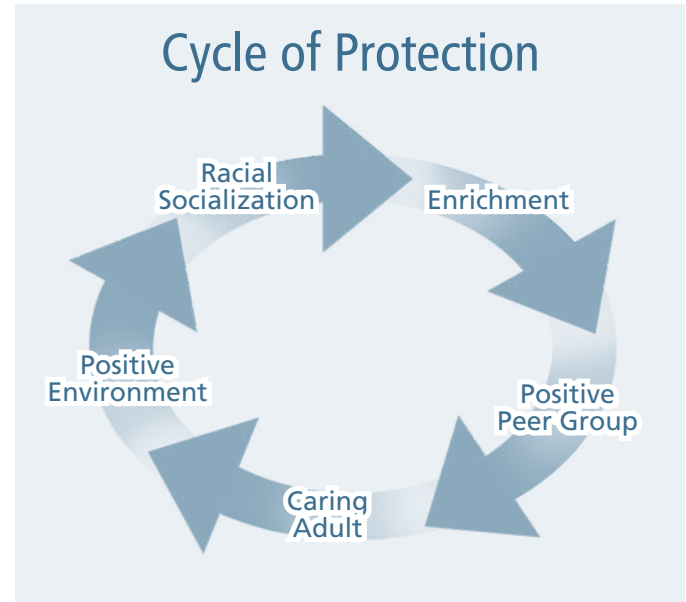 Cycle of Protection
Racial
Socialization
Enrichment
Positive
Peer Group
Caring
Adult
Positive
Environment